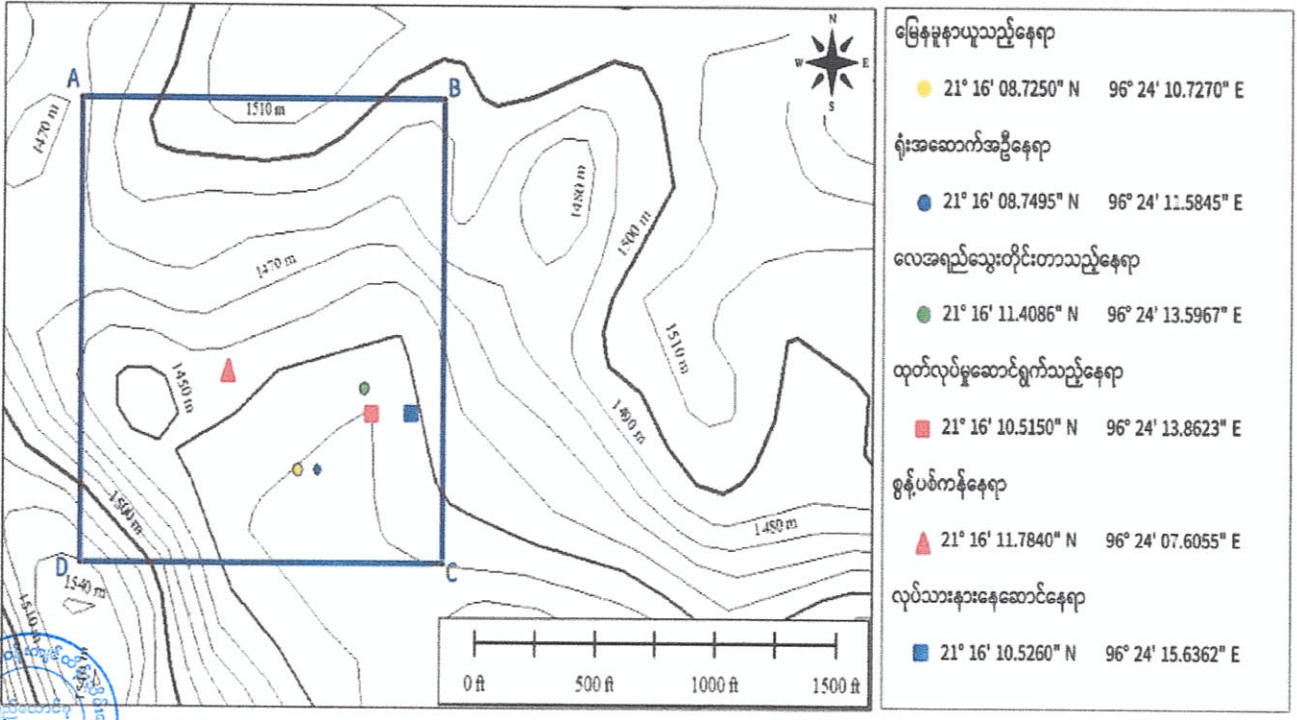 A
B
C
D
N
W
E
S
1470 m
1510 m
1470 m
1480 m
1500 m
1510 m
1450 m
1490 m
1480 m
1500 m
1540 m
1510 m
0 ft
500 ft
1000 ft
1500 ft
မြေနမူနာယူသည့်နေရာ
21° 16' 08.7250" N 96° 24' 10.7270" E
ရုံးအဆောက်အဦနေရာ
21° 16' 08.7495" N 96° 24' 11.5845" E
လေအရည်သွေးတိုင်းတာသည့်နေရာ
21° 16' 11.4086" N 96° 24' 13.5967" E
ထုတ်လုပ်မှုဆောင်ရွက်သည့်နေရာ
21° 16' 10.5150" N 96° 24' 13.8623" E
စွန့်ပစ်ကန်နေရာ
21° 16' 11.7840" N 96° 24' 07.6055" E
လုပ်သားနားနေဆောင်နေရာ
21° 16' 10.5260" N 96° 24' 15.6362" E